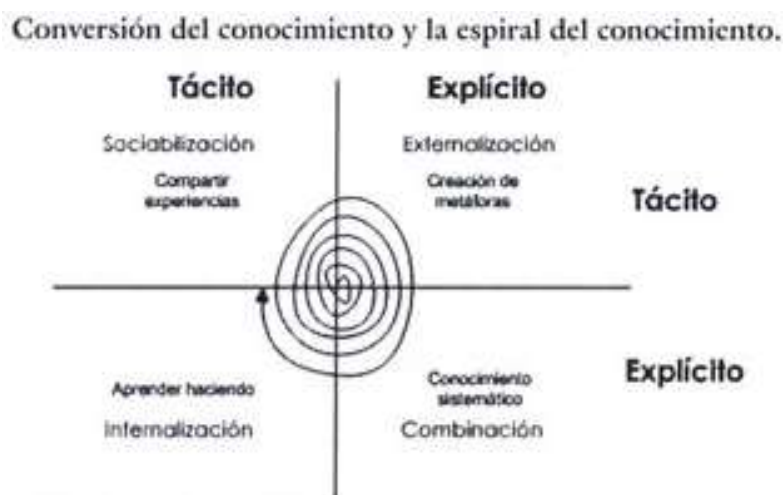 Conversión del conocimiento y la espiral del conocimiento.
Tácito
Explícito
Sociabilización
Externalización
Compartir
experiencias
Creación de
metáforas
Tácito
Explícito
Aprender haciendo
Conocimiento
sistemático
Internalización
Combinación